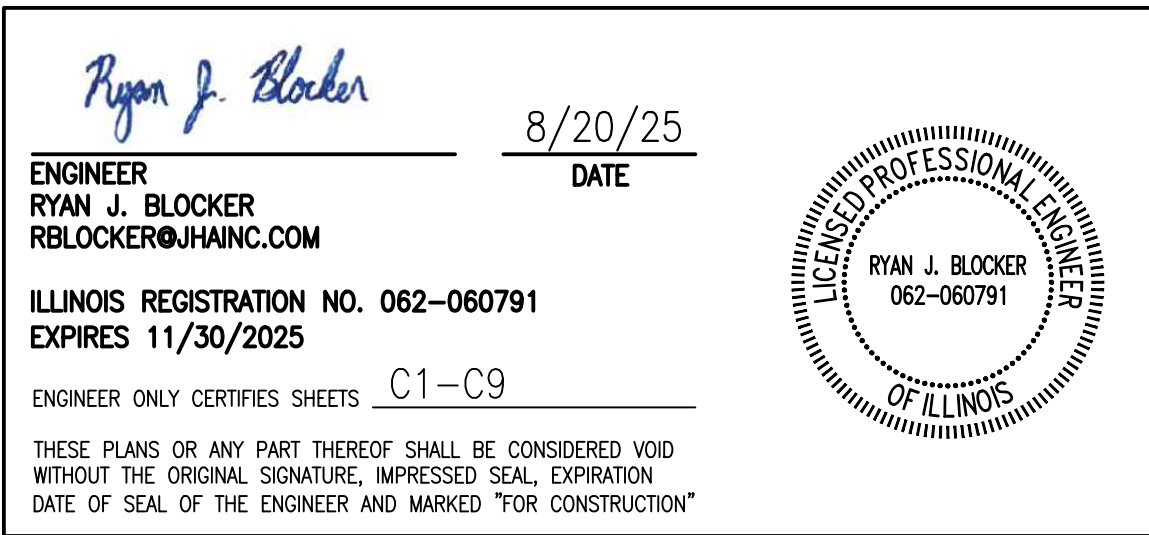 Ryan J. Blocker
8/20/25
ENGINEER
DATE
RYAN J. BLOCKER
RBLOCKER@JHAINC.COM
ILLINOIS REGISTRATION NO. 062-060791
EXPIRES 11/30/2025
ENGINEER ONLY CERTIFIES SHEETS C1-C9
THESE PLANS OR ANY PART THEREOF SHALL BE CONSIDERED VOID
WITHOUT THE ORIGINAL SIGNATURE, IMPRESSED SEAL, EXPIRATION
DATE OF SEAL OF THE ENGINEER AND MARKED "FOR CONSTRUCTION"
LICENSED PROFESSIONAL ENGINEER
RYAN J. BLOCKER
062-060791
OF ILLINOIS